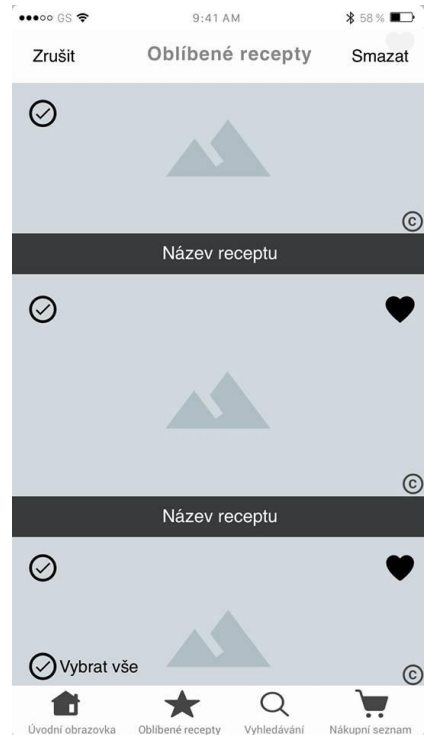 GS 9:41 AM 58 %
Zrušit Oblíbené recepty Smazat
©
Název receptu
©
Název receptu
Vybrat vše
©
Úvodní obrazovka Oblíbené recepty Vyhledávání Nákupní seznam